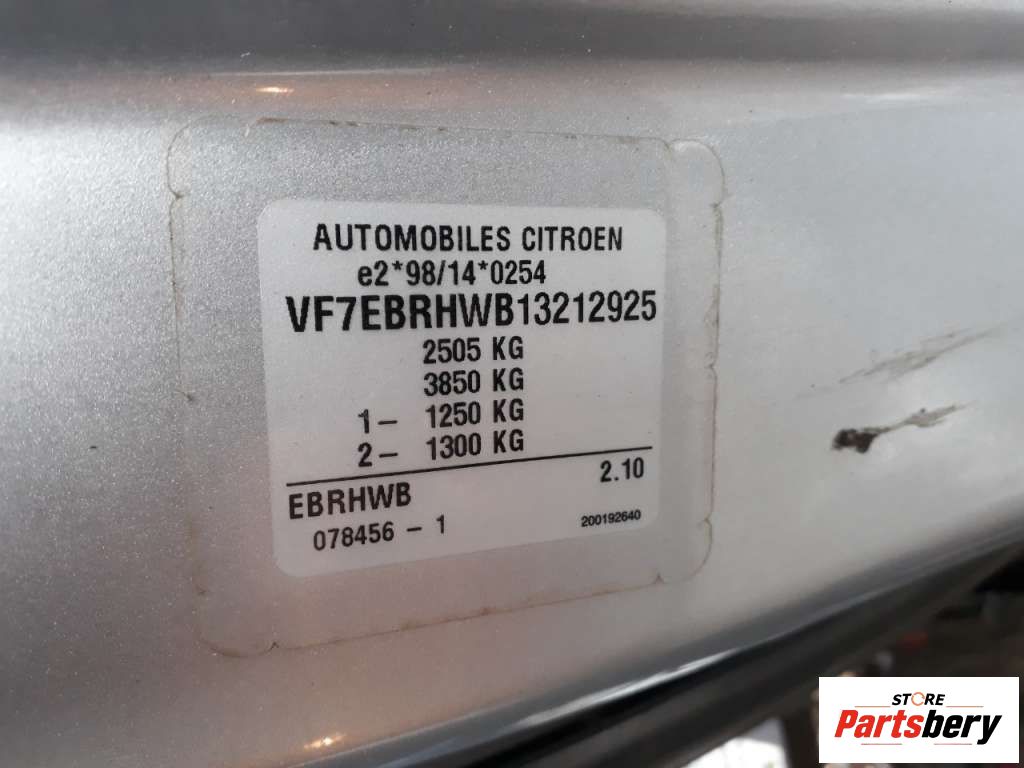 AUTOMOBILES CITROEN
e2*98/14*0254
VF7EBRHWB13212925
2505 KG
3850 KG
1– 1250 KG
2– 1300 KG
EBRHWB 2.10
078456 – 1 200192640
STORE
Partsbery